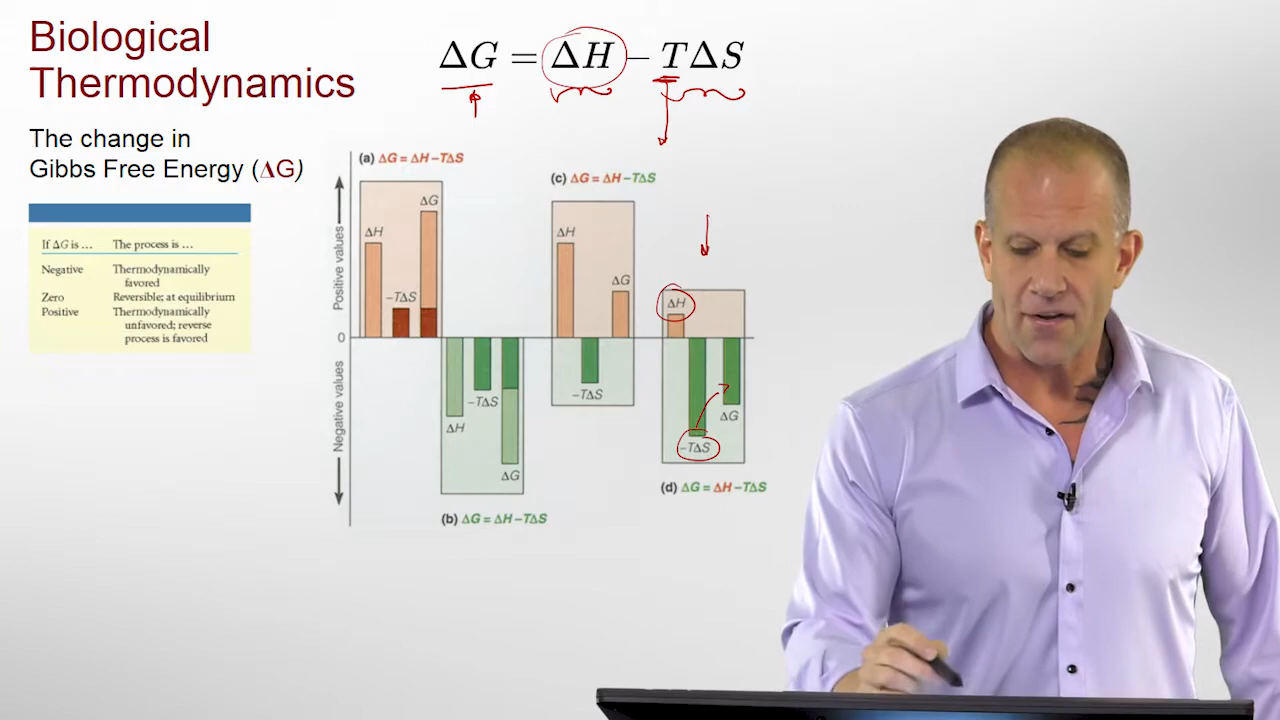 Biological
Thermodynamics
ΔG = ΔH − TΔS
The change in
Gibbs Free Energy (ΔG)
If ΔG is ... The process is ...
Negative Thermodynamically
favored
Zero Reversible; at equilibrium
Positive Thermodynamically
unfavored; reverse
process is favored
Positive values
0
Negative values
(a) ΔG = ΔH −TΔS
ΔH
−TΔS
ΔG
ΔH
−TΔS
ΔG
(b) ΔG = ΔH −TΔS
(c) ΔG = ΔH −TΔS
ΔH
ΔG
−TΔS
ΔH
ΔG
−TΔS
(d) ΔG = ΔH −TΔS